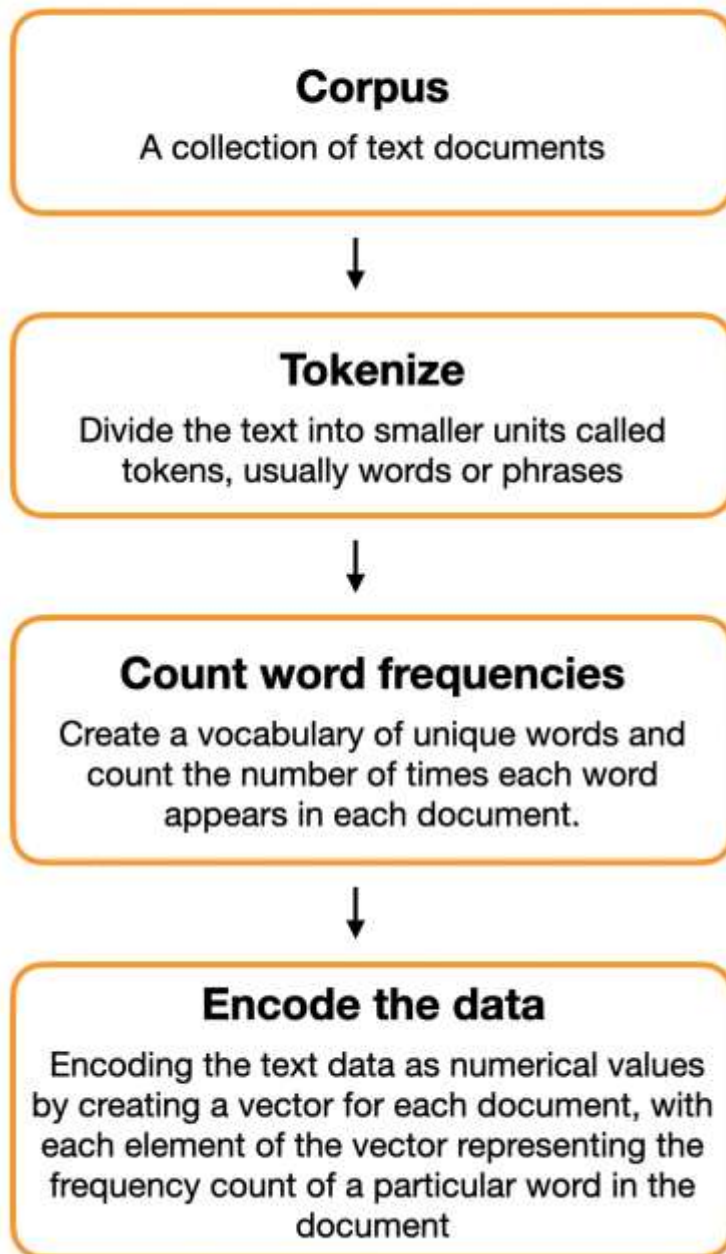 Corpus
A collection of text documents
Tokenize
Divide the text into smaller units called
tokens, usually words or phrases
Count word frequencies
Create a vocabulary of unique words and
count the number of times each word
appears in each document.
Encode the data
Encoding the text data as numerical values
by creating a vector for each document, with
each element of the vector representing the
frequency count of a particular word in the
document